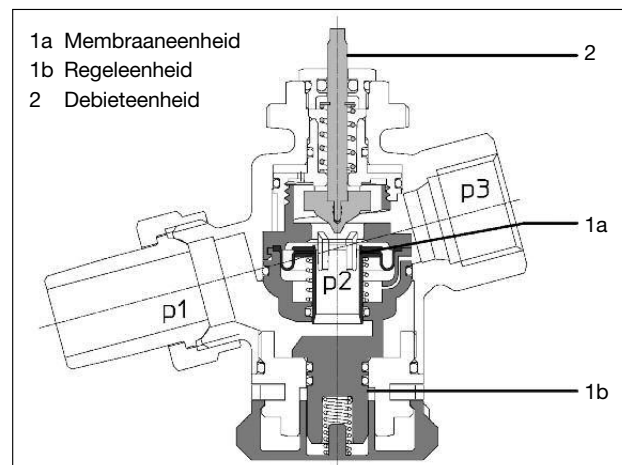 1a Membraaneenheid
1b Regeleenheid
2 Debieteenheid
2
p3
1a
p2
p1
1b